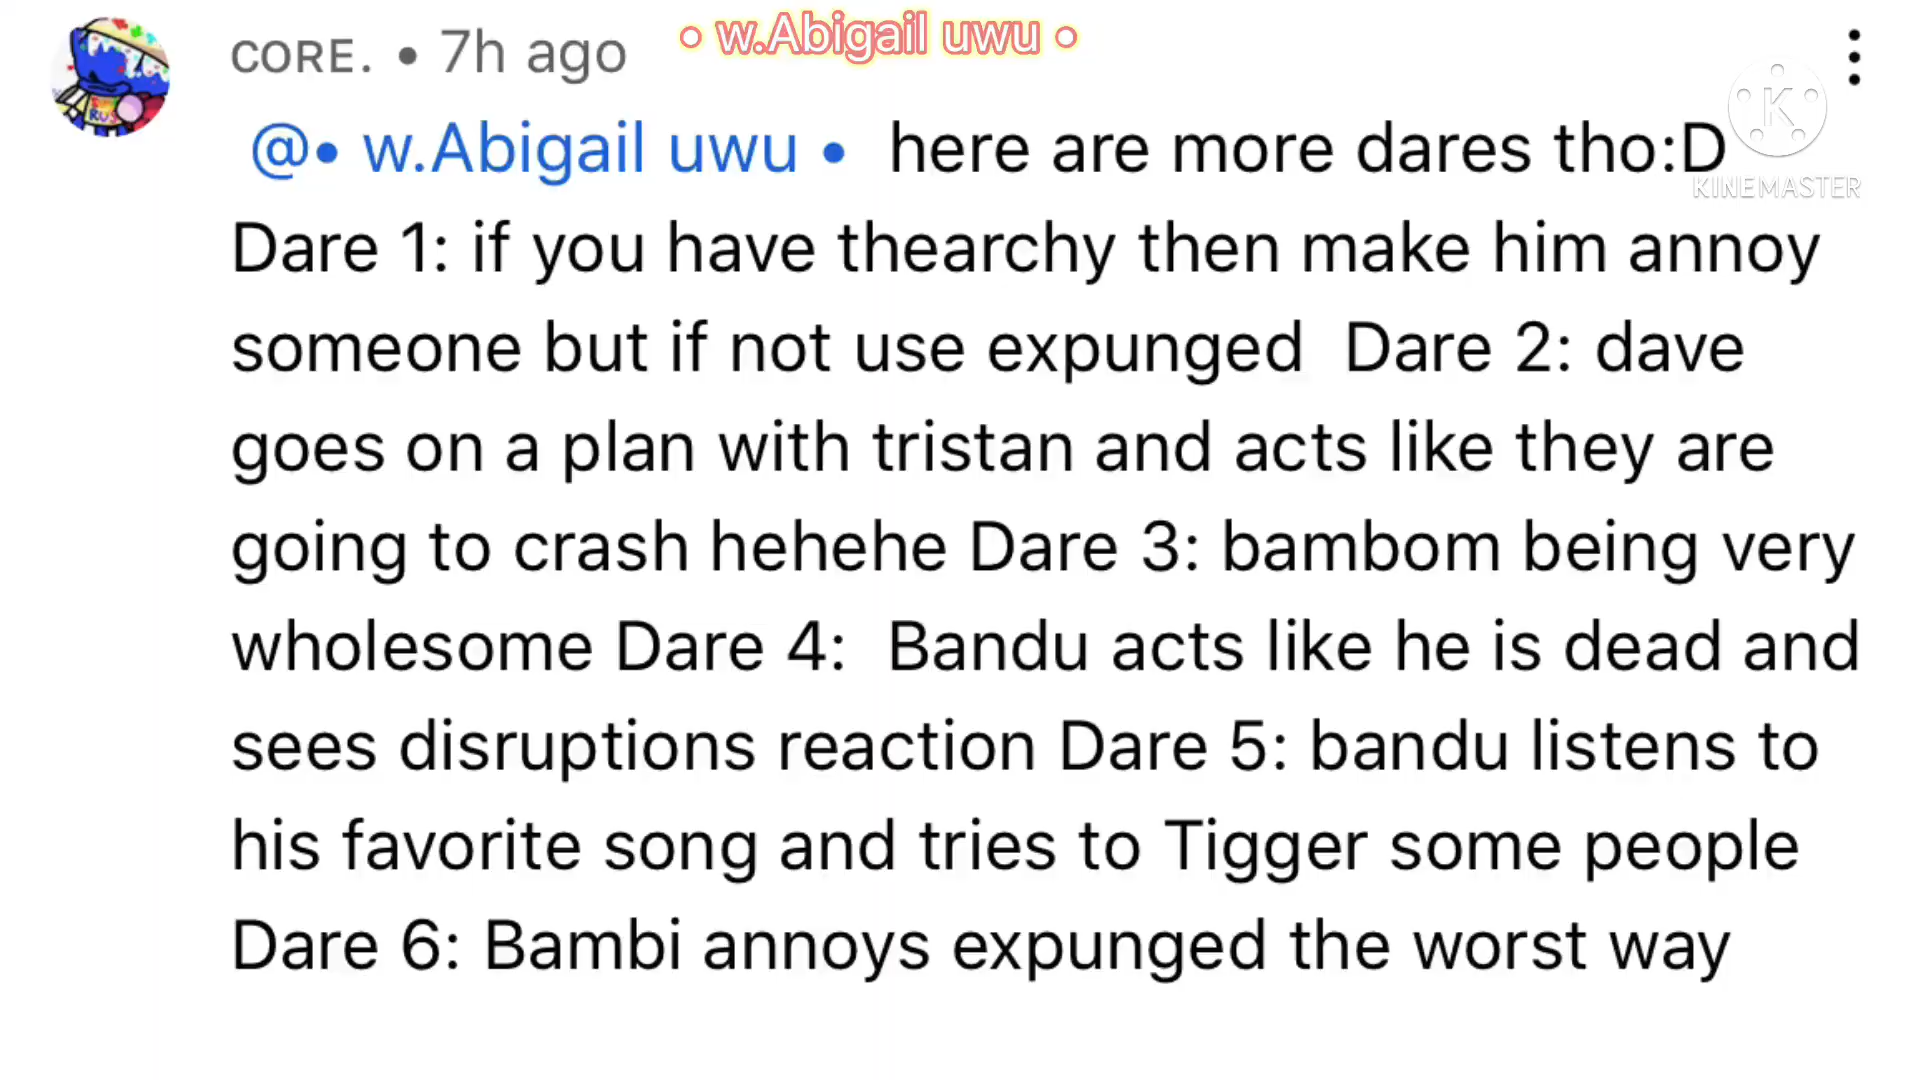 CORE. • 7h ago
• w.Abigail uwu •
@• w.Abigail uwu • here are more dares tho:D
KINEMASTER
Dare 1: if you have thearchy then make him annoy
someone but if not use expunged Dare 2: dave
goes on a plan with tristan and acts like they are
going to crash hehehe Dare 3: bambom being very
wholesome Dare 4: Bandu acts like he is dead and
sees disruptions reaction Dare 5: bandu listens to
his favorite song and tries to Tigger some people
Dare 6: Bambi annoys expunged the worst way